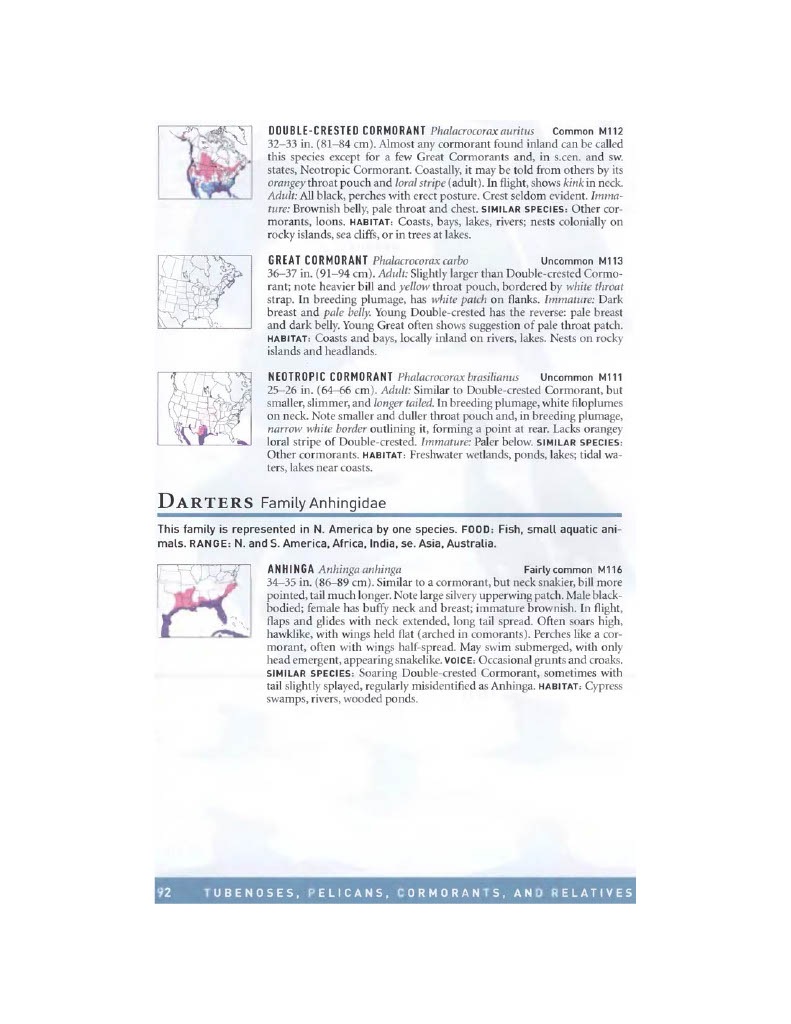 DOUBLE-CRESTED CORMORANT Phalacrocorax auritus Common M112
32–33 in. (81–84 cm). Almost any cormorant found inland can be called
this species except for a few Great Cormorants and, in s.cen. and sw.
states, Neotropic Cormorant. Coastally, it may be told from others by its
orangey throat pouch and loral stripe (adult). In flight, shows kink in neck.
Adult: All black, perches with erect posture. Crest seldom evident. Imma-
ture: Brownish belly, pale throat and chest. SIMILAR SPECIES: Other cor-
morants, loons. HABITAT: Coasts, bays, lakes, rivers; nests colonially on
rocky islands, sea cliffs, or in trees at lakes.
GREAT CORMORANT Phalacrocorax carbo Uncommon M113
36–37 in. (91–94 cm). Adult: Slightly larger than Double-crested Cormo-
rant; note heavier bill and yellow throat pouch, bordered by white throat
strap. In breeding plumage, has white patch on flanks. Immature: Dark
breast and pale belly. Young Double-crested has the reverse: pale breast
and dark belly. Young Great often shows suggestion of pale throat patch.
HABITAT: Coasts and bays, locally inland on rivers, lakes. Nests on rocky
islands and headlands.
NEOTROPIC CORMORANT Phalacrocorax brasilianus Uncommon M111
25–26 in. (64–66 cm). Adult: Similar to Double-crested Cormorant, but
smaller, slimmer, and longer tailed. In breeding plumage, white filoplumes
on neck. Note smaller and duller throat pouch and, in breeding plumage,
narrow white border outlining it, forming a point at rear. Lacks orangey
loral stripe of Double-crested. Immature: Paler below. SIMILAR SPECIES:
Other cormorants. HABITAT: Freshwater wetlands, ponds, lakes; tidal wa-
ters, lakes near coasts.
DARTERS Family Anhingidae
This family is represented in N. America by one species. FOOD: Fish, small aquatic ani-
mals. RANGE: N. and S. America, Africa, India, se. Asia, Australia.
ANHINGA Anhinga anhinga Fairly common M116
34–35 in. (86–89 cm). Similar to a cormorant, but neck snakier, bill more
pointed, tail much longer. Note large silvery upperwing patch. Male black-
bodied; female has buffy neck and breast; immature brownish. In flight,
flaps and glides with neck extended, long tail spread. Often soars high,
hawklike, with wings held flat (arched in comorants). Perches like a cor-
morant, often with wings half-spread. May swim submerged, with only
head emergent, appearing snakelike. VOICE: Occasional grunts and croaks.
SIMILAR SPECIES: Soaring Double-crested Cormorant, sometimes with
tail slightly splayed, regularly misidentified as Anhinga. HABITAT: Cypress
swamps, rivers, wooded ponds.
92 TUBENOSES, PELICANS, CORMORANTS, AND RELATIVES